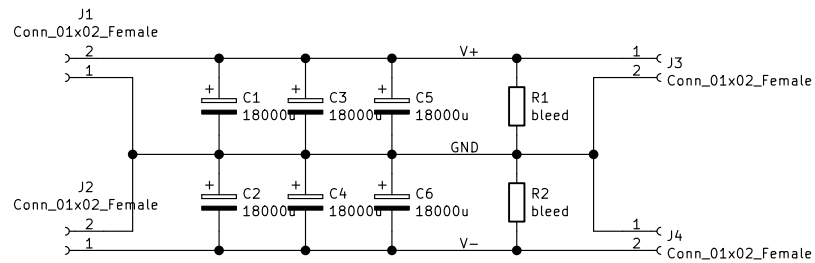 J1
Conn_01x02_Female
2
1
V+
1
2
J3
Conn_01x02_Female
+
C1
18000u
+
C3
18000u
+
C5
18000u
R1
bleed
GND
J2
Conn_01x02_Female
2
1
+
C2
18000u
+
C4
18000u
+
C6
18000u
R2
bleed
V-
1
2
J4
Conn_01x02_Female